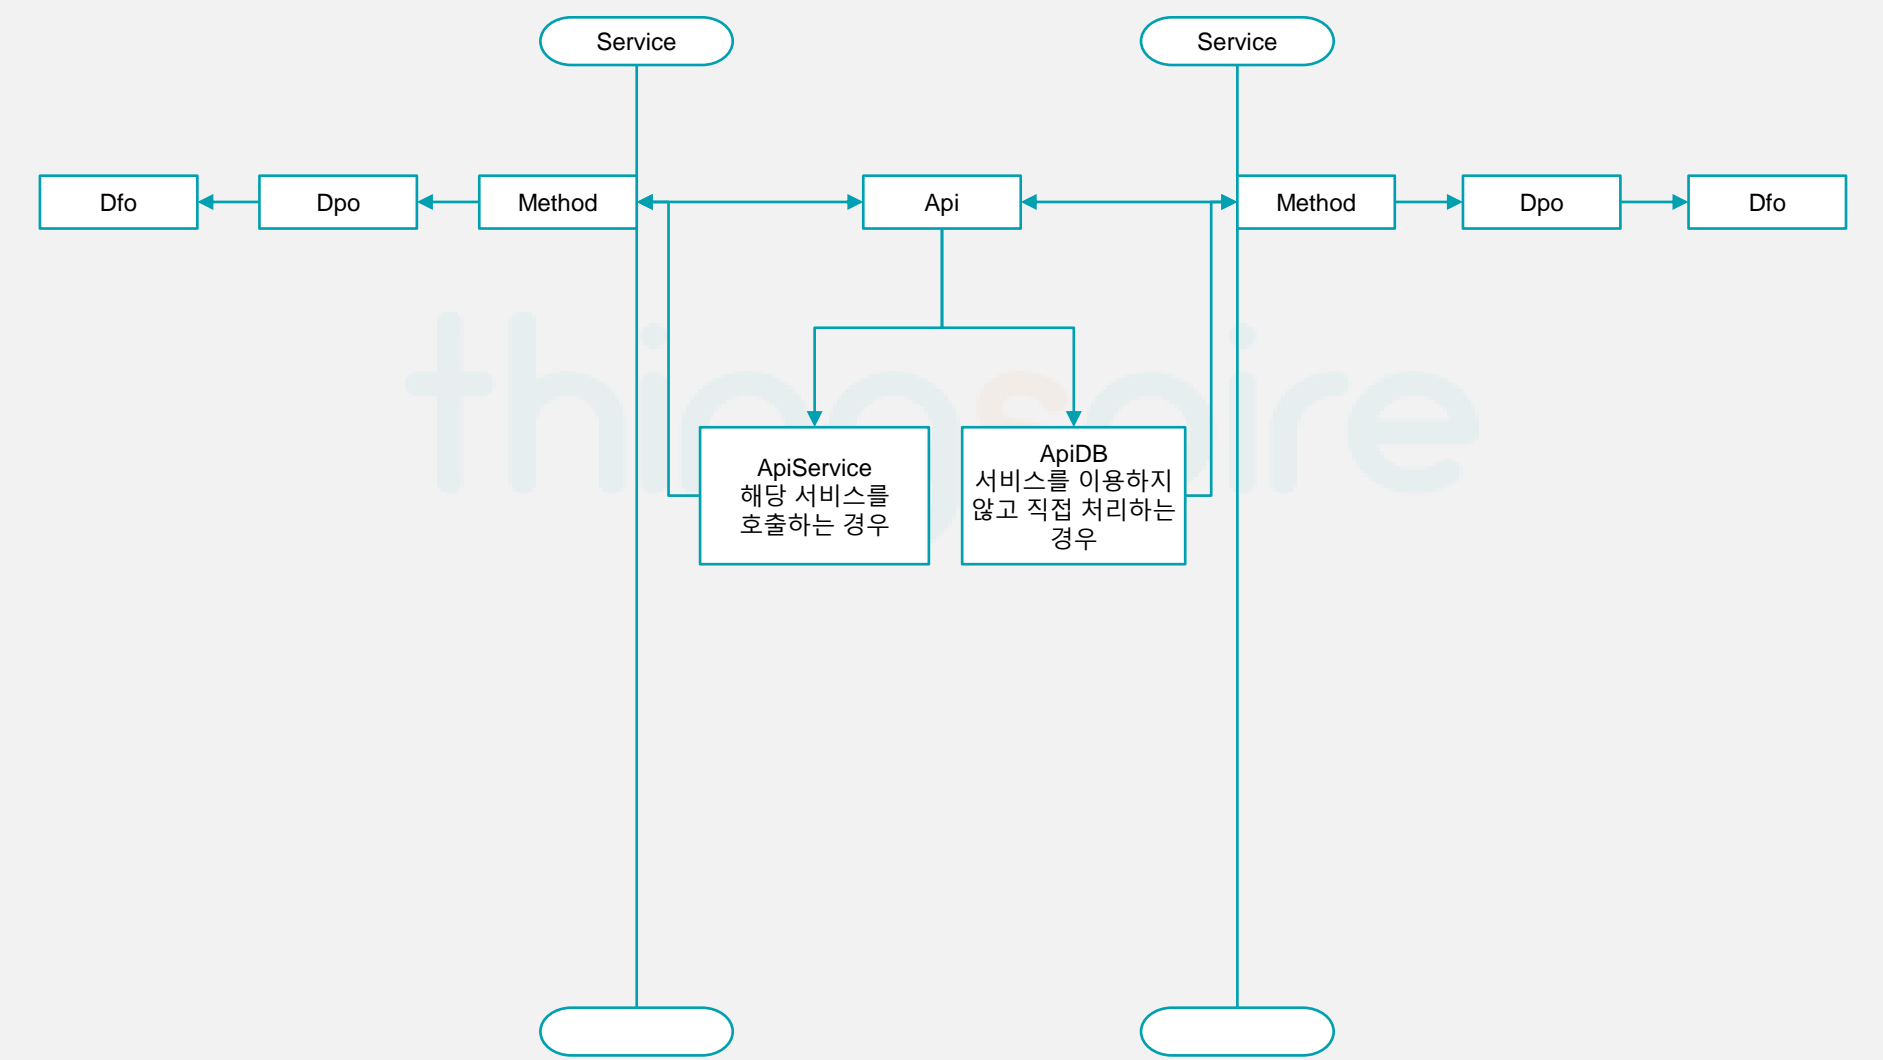 Service
Service
Dfo
Dpo
Method
Api
Method
Dpo
Dfo
thingspire
ApiService
해당 서비스를
호출하는 경우
ApiDB
서비스를 이용하지
않고 직접 처리하는
경우